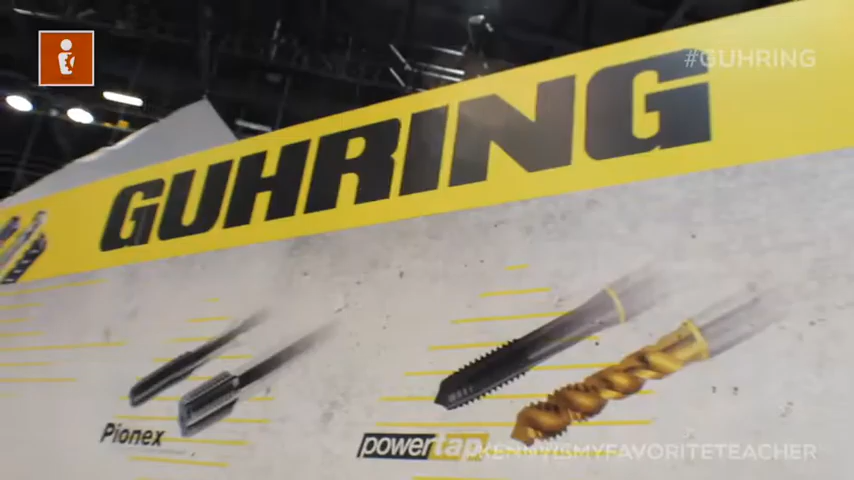 #GUHRING
GUHRING
Pionex
powertap
#KENNYISMYFAVORITETEACHER